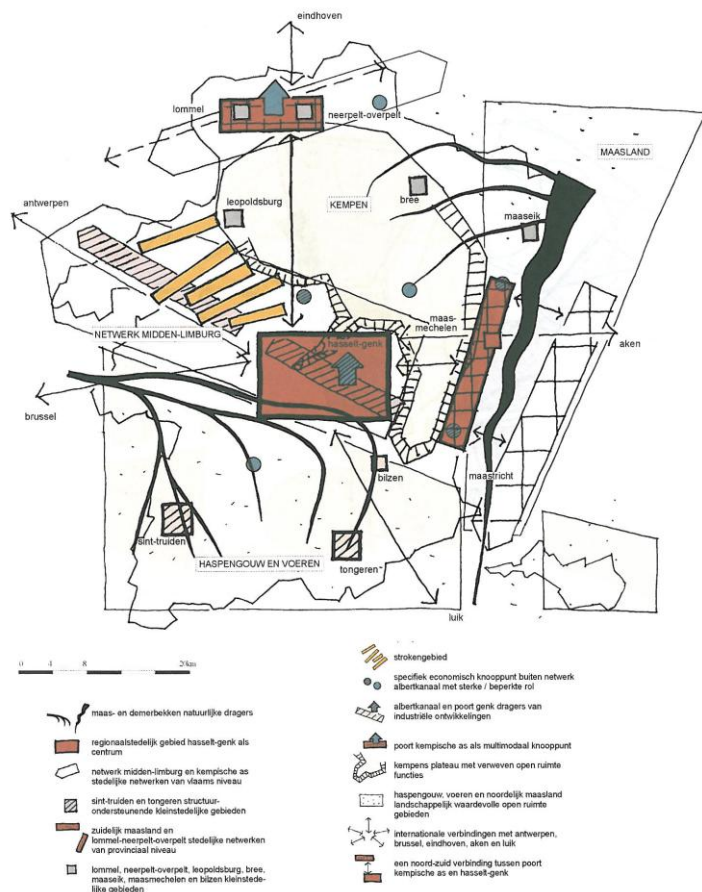 eindhoven
lommel
neerpelt-overpelt
MAASLAND
antwerpen
leopoldsburg
KEMPEN
bree
maaseik
NETWERK MIDDEN-LIMBURG
maas-
mechelen
hasselt-genk
aken
brussel
bilzen
maastricht
sint-truiden
HASPENGOUW EN VOEREN
tongeren
luik
0 4 8 20km
maas- en demerbekken natuurlijke dragers
regionaalstedelijk gebied hasselt-genk als
centrum
netwerk midden-limburg en kempische as
stedelijke netwerken van vlaams niveau
sint-truiden en tongeren structuur-
ondersteunende kleinstedelijke gebieden
zuidelijk maasland en
lommel-neerpelt-overpelt stedelijke netwerken
van provinciaal niveau
lommel, neerpelt-overpelt, leopoldsburg, bree,
maaseik, maasmechelen en bilzen kleinstede-
lijke gebieden
strokengebied
specifiek economisch knooppunt buiten netwerk
albertkanaal met sterke / beperkte rol
albertkanaal en poort genk dragers van
industriële ontwikkelingen
poort kempische as als multimodaal knooppunt
kempens plateau met verweven open ruimte
functies
haspengouw, voeren en noordelijk maasland
landschappelijk waardevolle open ruimte
gebieden
internationale verbindingen met antwerpen,
brussel, eindhoven, aken en luik
een noord-zuid verbinding tussen poort
kempische as en hasselt-genk